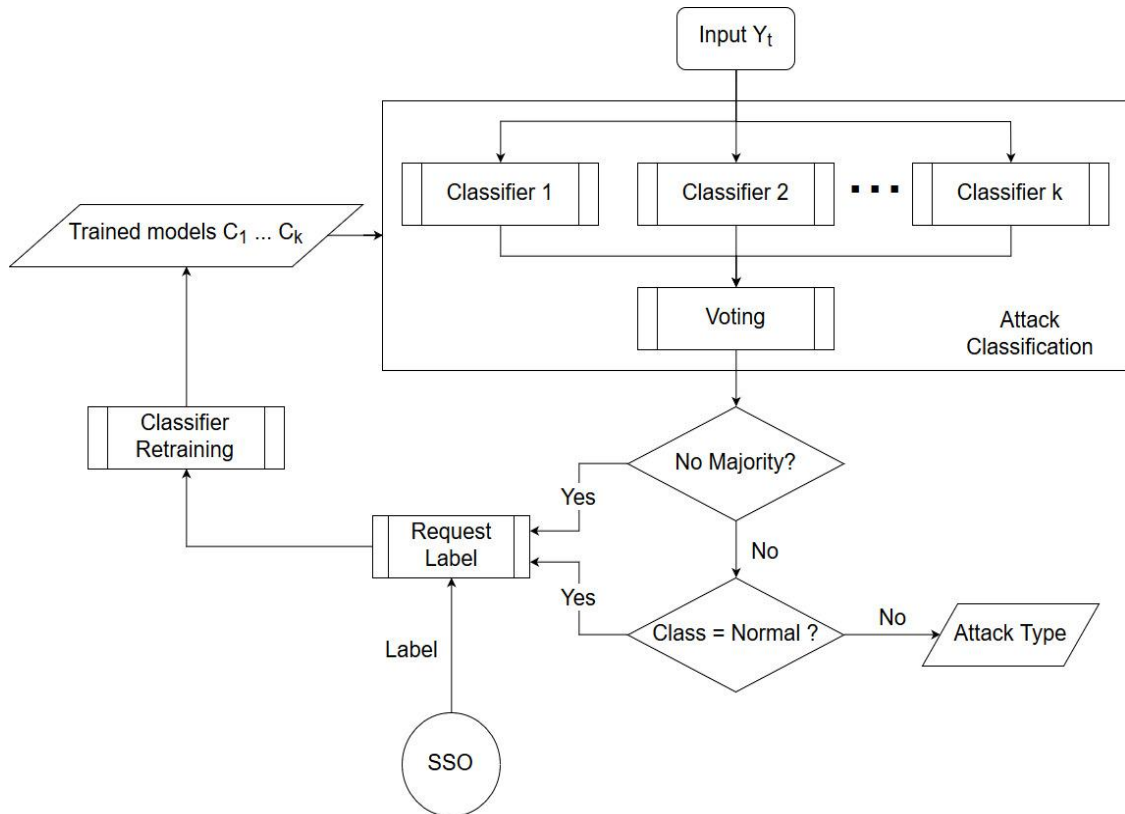 Input Yt
Classifier 1
Classifier 2
...
Classifier k
Trained models C1 ... Ck
Voting
Attack
Classification
Classifier
Retraining
No Majority?
Yes
Request
Label
No
Yes
Class = Normal ?
No
Attack Type
Label
SSO